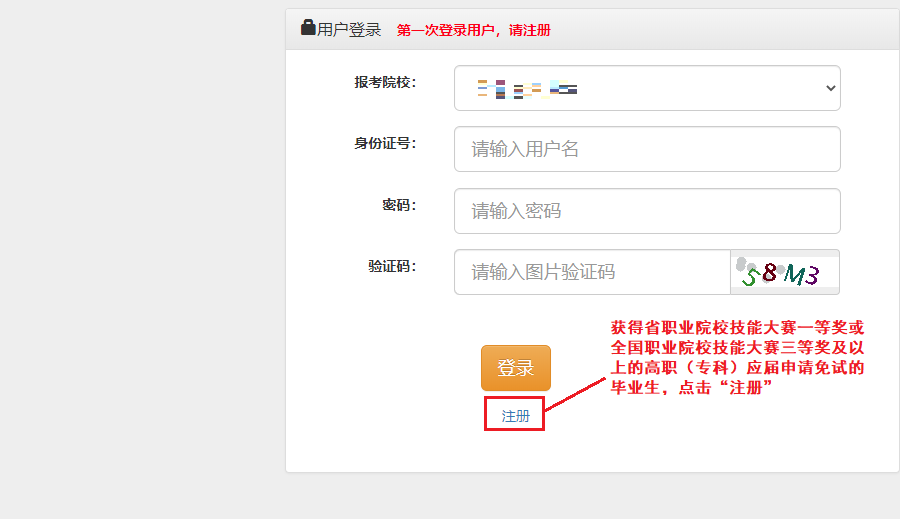 用户登录 第一次登录用户，请注册
报考院校：
身份证号： 请输入用户名
密码： 请输入密码
验证码： 请输入图片验证码 S8M3
获得省职业院校技能大赛一等奖或
全国职业院校技能大赛三等奖及以
上的高职（专科）应届申请免试的
毕业生，点击“注册”
登录
注册